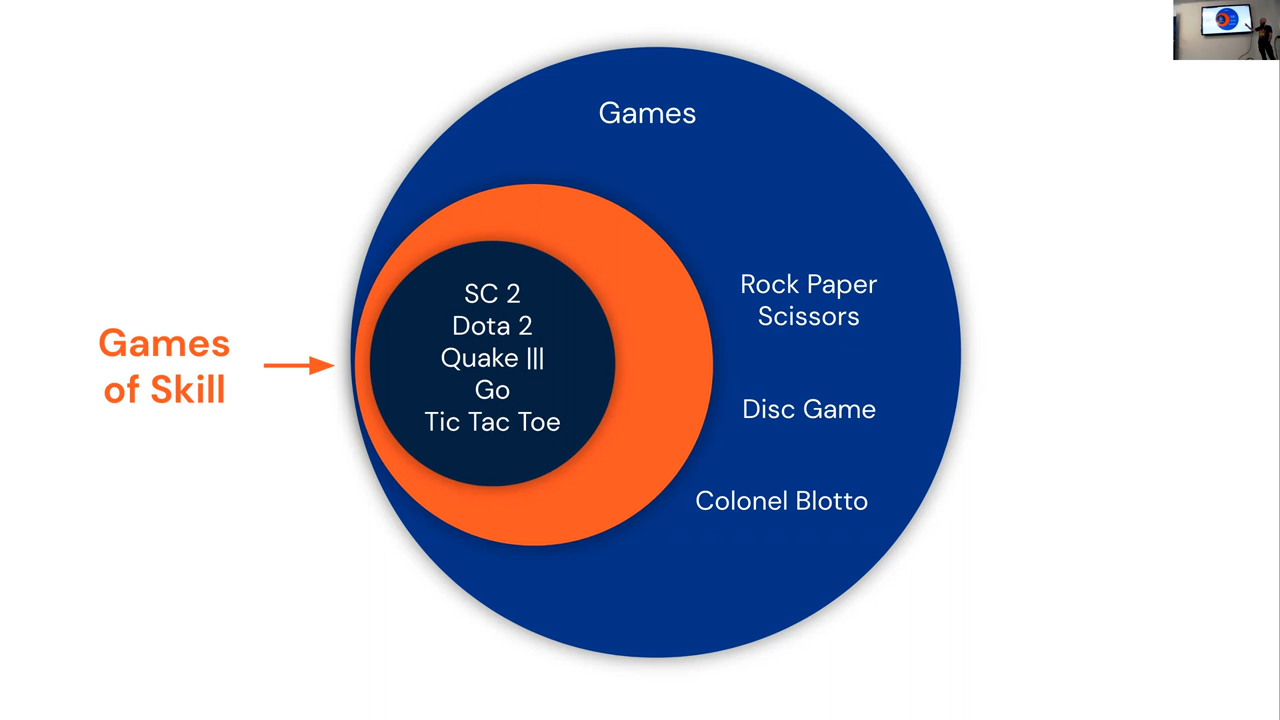 Games
Games
of Skill
SC 2
Dota 2
Quake |||
Go
Tic Tac Toe
Rock Paper
Scissors
Disc Game
Colonel Blotto